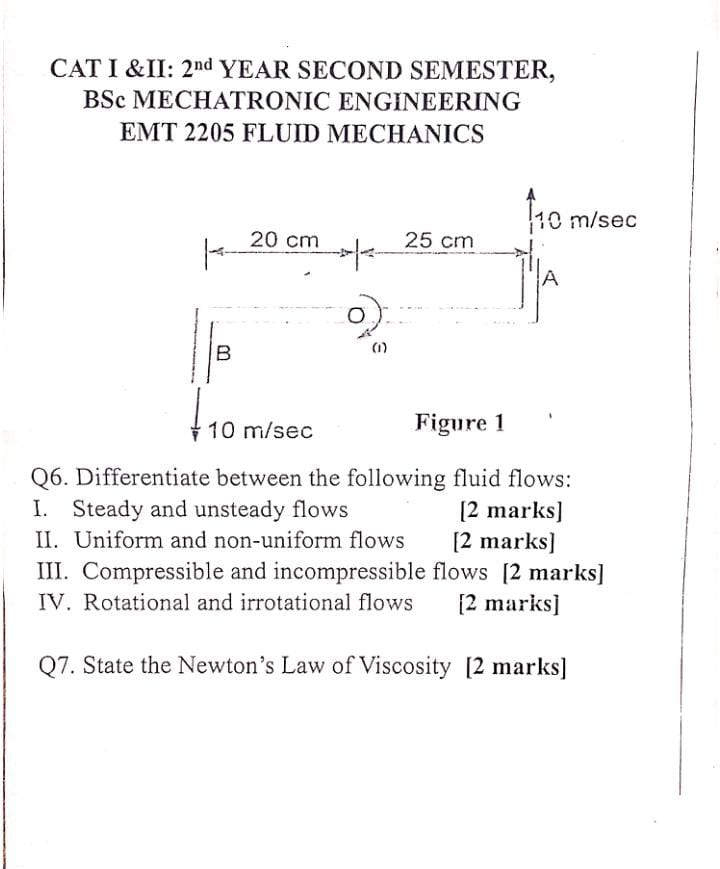 CAT I &II: 2nd YEAR SECOND SEMESTER,
BSc MECHATRONIC ENGINEERING
EMT 2205 FLUID MECHANICS
10 m/sec
20 cm
25 cm
A
O
B
(1)
10 m/sec
Figure 1
Q6. Differentiate between the following fluid flows:
I. Steady and unsteady flows [2 marks]
II. Uniform and non-uniform flows [2 marks]
III. Compressible and incompressible flows [2 marks]
IV. Rotational and irrotational flows [2 marks]
Q7. State the Newton's Law of Viscosity [2 marks]